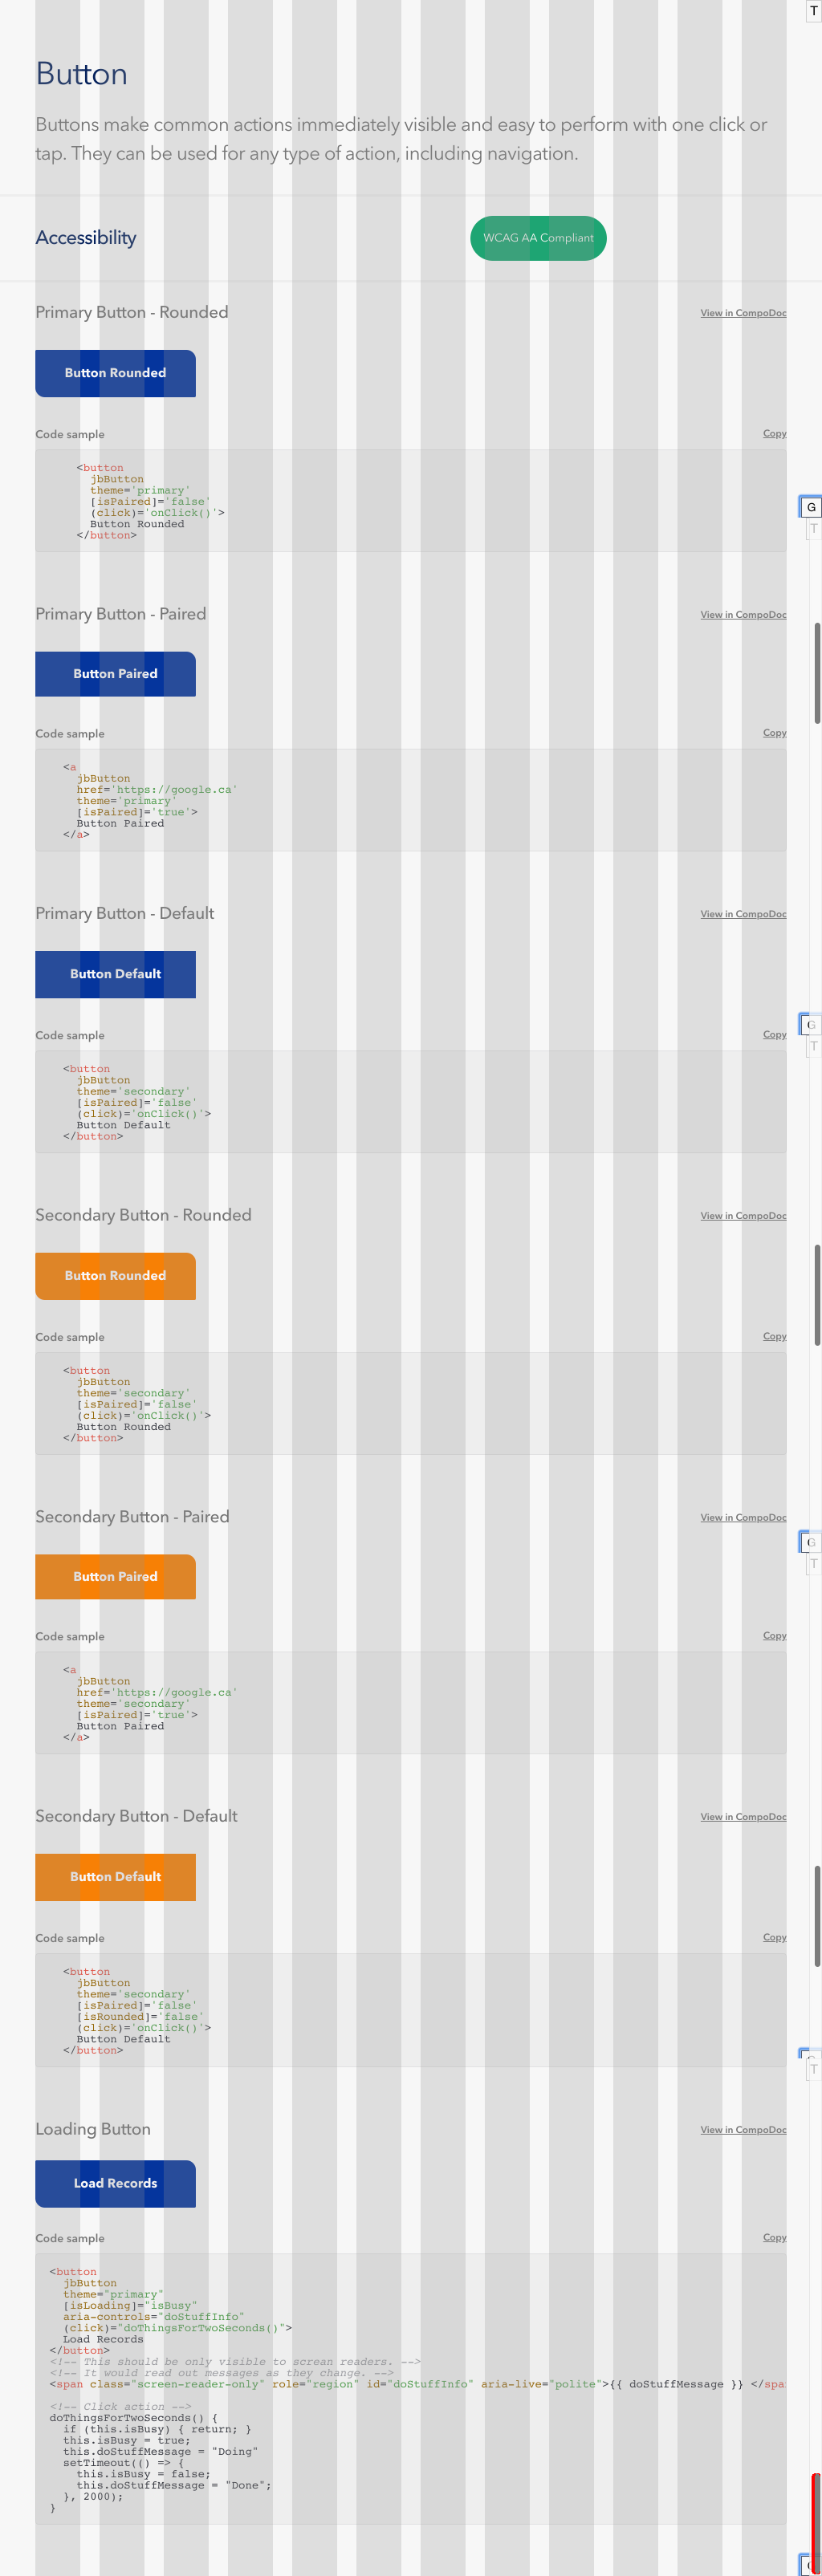 T
Button
Buttons make common actions immediately visible and easy to perform with one click or
tap. They can be used for any type of action, including navigation.
Accessibility
WCAG AA Compliant
Primary Button - Rounded
View in CompoDoc
Button Rounded
Code sample
Copy
<button
jbButton
theme='primary'
[isPaired]='false'
(click)='onClick()'>
Button Rounded
</button>
G
T
Primary Button - Paired
View in CompoDoc
Button Paired
Code sample
Copy
<a
jbButton
href='https://google.ca'
theme='primary'
[isPaired]='true'>
Button Paired
</a>
Primary Button - Default
View in CompoDoc
Button Default
Code sample
Copy
G
T
<button
jbButton
theme='secondary'
[isPaired]='false'
(click)='onClick()'>
Button Default
</button>
Secondary Button - Rounded
View in CompoDoc
Button Rounded
Code sample
Copy
<button
jbButton
theme='secondary'
[isPaired]='false'
(click)='onClick()'>
Button Rounded
</button>
Secondary Button - Paired
View in CompoDoc
G
T
Button Paired
Code sample
Copy
<a
jbButton
href='https://google.ca'
theme='secondary'
[isPaired]='true'>
Button Paired
</a>
Secondary Button - Default
View in CompoDoc
Button Default
Code sample
Copy
<button
jbButton
theme='secondary'
[isPaired]='false'
[isRounded]='false'
(click)='onClick()'>
Button Default
</button>
T
Loading Button
View in CompoDoc
Load Records
Code sample
Copy
<button
jbButton
theme="primary"
[isLoading]="isBusy"
aria-controls="doStuffInfo"
(click)="doThingsForTwoSeconds()">
Load Records
</button>
<!-- This should be only visible to screan readers. -->
<!-- It would read out messages as they change. -->
<span class="screen-reader-only" role="region" id="doStuffInfo" aria-live="polite">{{ doStuffMessage }} </spa
<!-- Click action -->
doThingsForTwoSeconds() {
if (this.isBusy) { return; }
this.isBusy = true;
this.doStuffMessage = "Doing"
setTimeout(() => {
this.isBusy = false;
this.doStuffMessage = "Done";
}, 2000);
}